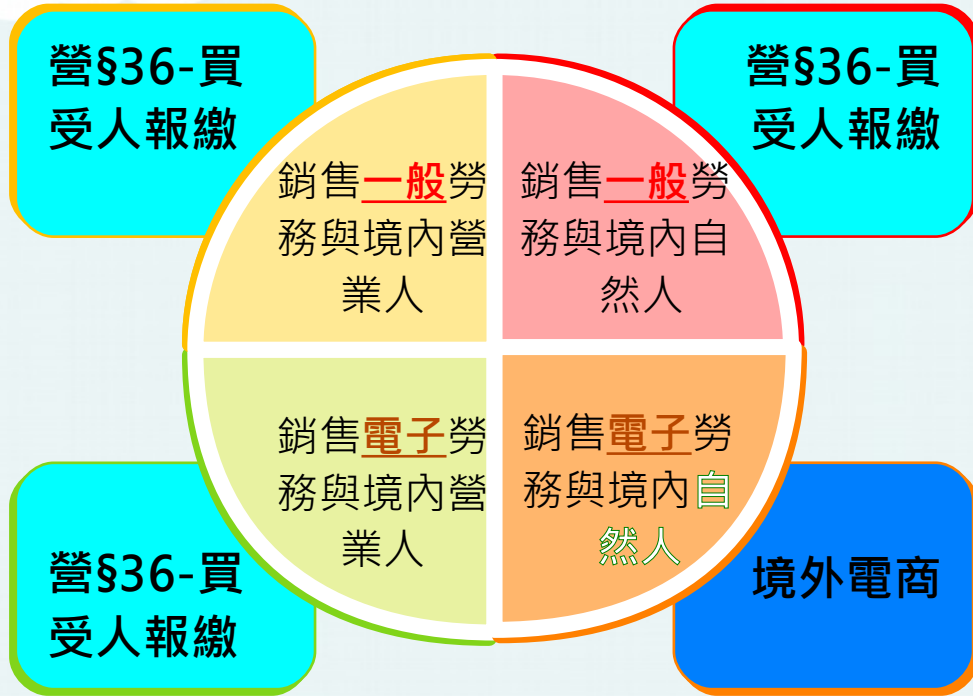 營§36-買
受人報繳
營§36-買
受人報繳
銷售一般勞
務與境內營
業人
銷售一般勞
務與境內自
然人
銷售電子勞
務與境內營
業人
銷售電子勞
務與境內自
然人
營§36-買
受人報繳
境外電商